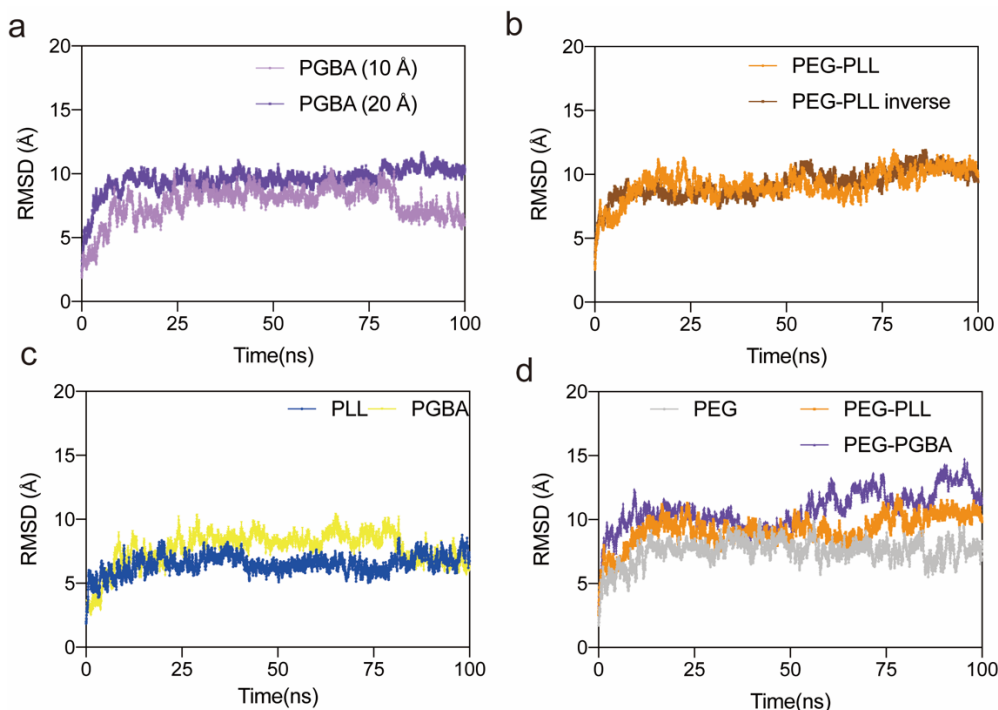 a
20
15
10
5
0
RMSD (Å)
PGBA (10 Å)
PGBA (20 Å)
0 25 50 75 100
Time(ns)
b
20
15
10
5
0
RMSD (Å)
PEG-PLL
PEG-PLL inverse
0 25 50 75 100
Time(ns)
c
20
15
10
5
0
RMSD (Å)
PLL PGBA
0 25 50 75 100
Time(ns)
d
20
15
10
5
0
RMSD (Å)
PEG PEG-PLL
PEG-PGBA
0 25 50 75 100
Time(ns)